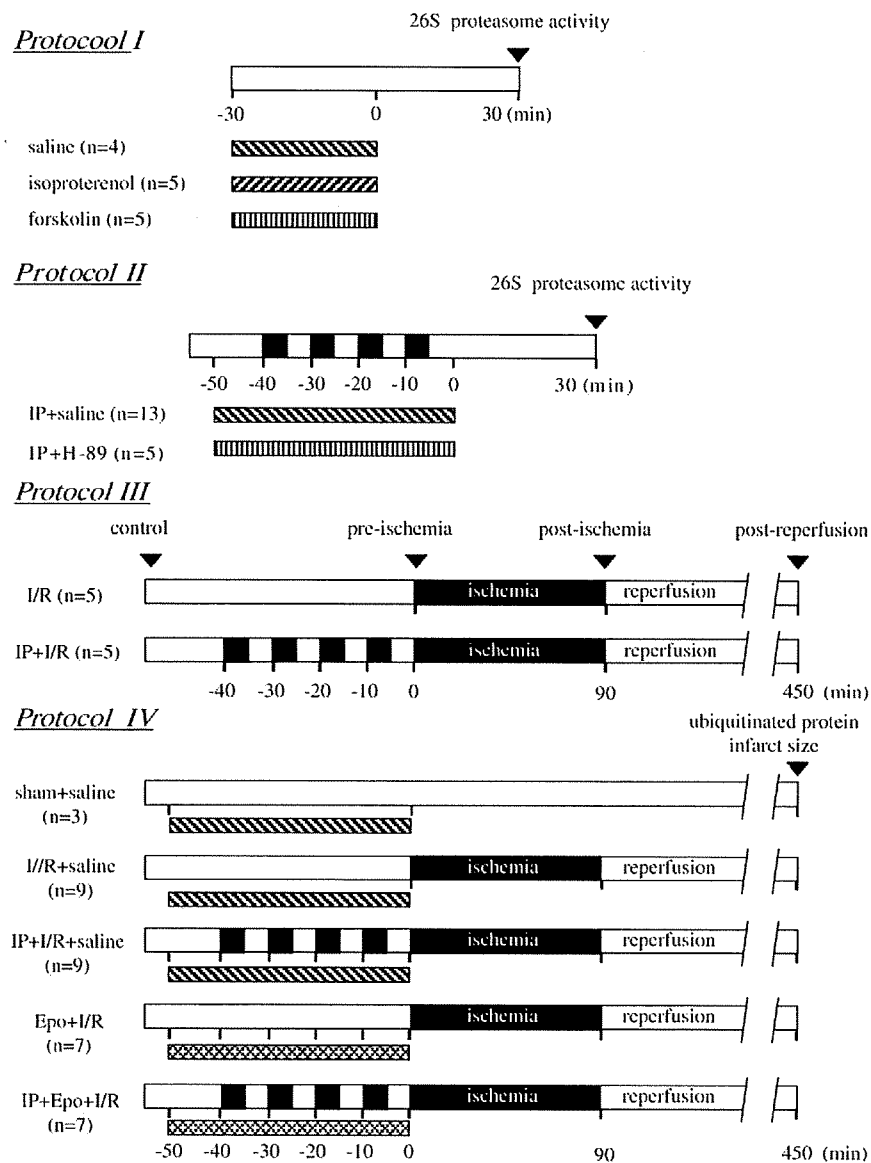 Protocool I
26S proteasome activity
-30 0 30 (min)
saline (n=4)
isoproterenol (n=5)
forskolin (n=5)
Protocol II
26S proteasome activity
-50 -40 -30 -20 -10 0 30 (min)
IP+saline (n=13)
IP+H-89 (n=5)
Protocol III
control pre-ischemia post-ischemia post-reperfusion
I/R (n=5) ischemia reperfusion
IP+I/R (n=5) ischemia reperfusion
-40 -30 -20 -10 0 90 450 (min)
Protocol IV
ubiquitinated protein
infarct size
sham+saline
(n=3)
I//R+saline
(n=9)
ischemia reperfusion
IP+I/R+saline
(n=9)
ischemia reperfusion
Epo+I/R
(n=7)
ischemia reperfusion
IP+Epo+I/R
(n=7)
ischemia reperfusion
-50 -40 -30 -20 -10 0 90 450 (min)